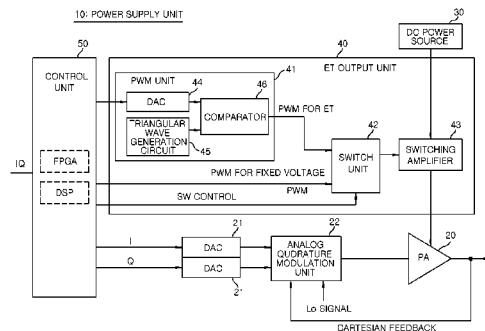 10: POWER SUPPLY UNIT
30
DC POWER
SOURCE
50
CONTROL
UNIT
FPGA
DSP
IQ
40
ET OUTPUT UNIT
41
PWM UNIT
44
DAC
46
COMPARATOR
TRIANGULAR
WAVE
GENERATION
CIRCUIT
45
PWM FOR ET
42
SWITCH
UNIT
43
SWITCHING
AMPLIFIER
PWM FOR FIXED VOLTAGE
PWM
SW CONTROL
I
Q
21
DAC
DAC
2'
22
ANALOG
QUDRATURE
MODULATION
UNIT
20
PA
Lo SIGNAL
CARTESIAN FEEDBACK